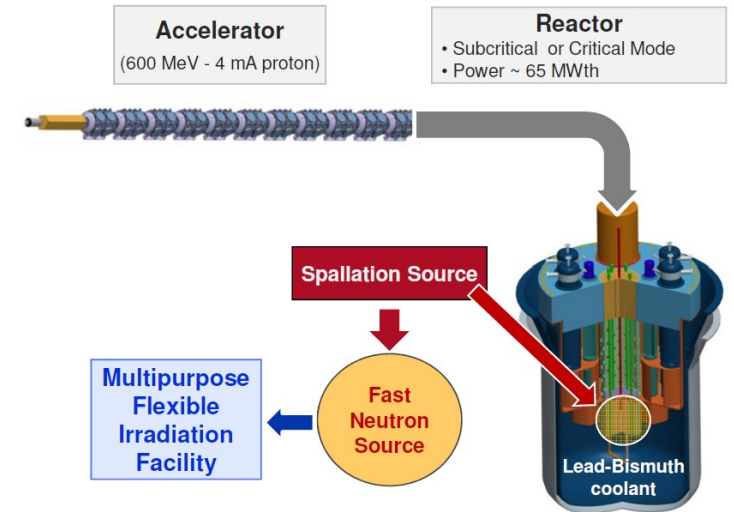 Accelerator
(600 MeV - 4 mA proton)
Reactor
• Subcritical or Critical Mode
• Power ~ 65 MWth
Spallation Source
Multipurpose
Flexible
Irradiation
Facility
Fast
Neutron
Source
Lead-Bismuth
coolant